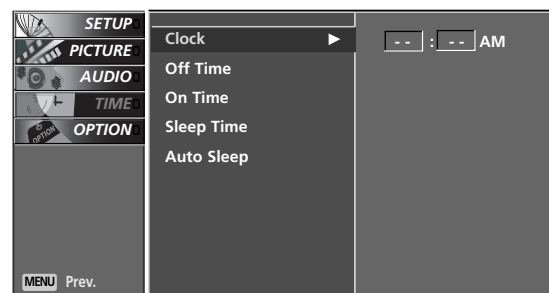 SETUP
PICTURE
AUDIO
TIME
OPTION
MENU Prev.
Clock ►
Off Time
On Time
Sleep Time
Auto Sleep
- - : - - AM